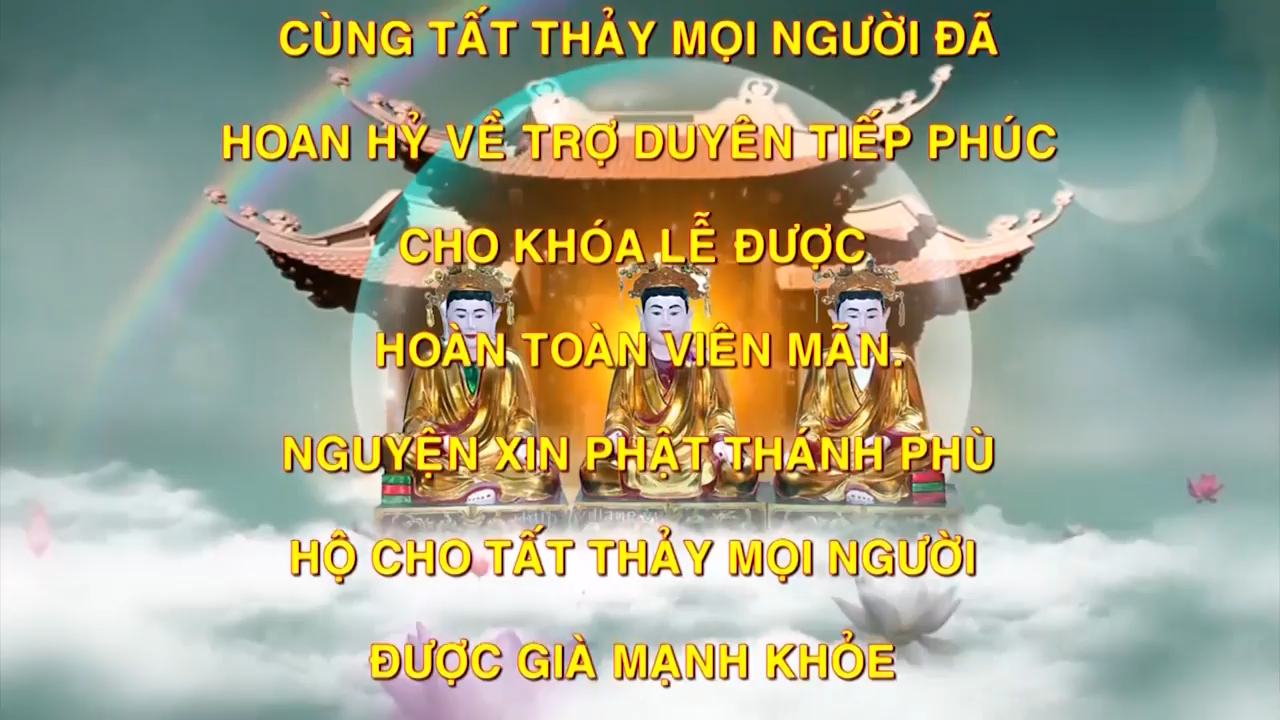 CÙNG TẤT THẢY MỌI NGƯỜI ĐÃ
HOAN HỶ VỀ TRỢ DUYÊN TIẾP PHÚC
CHO KHÓA LỄ ĐƯỢC
HOÀN TOÀN VIÊN MÃN.
NGUYỆN XIN PHẬT THÁNH PHÙ
HỘ CHO TẤT THẢY MỌI NGƯỜI
ĐƯỢC GIÀ MẠNH KHỎE